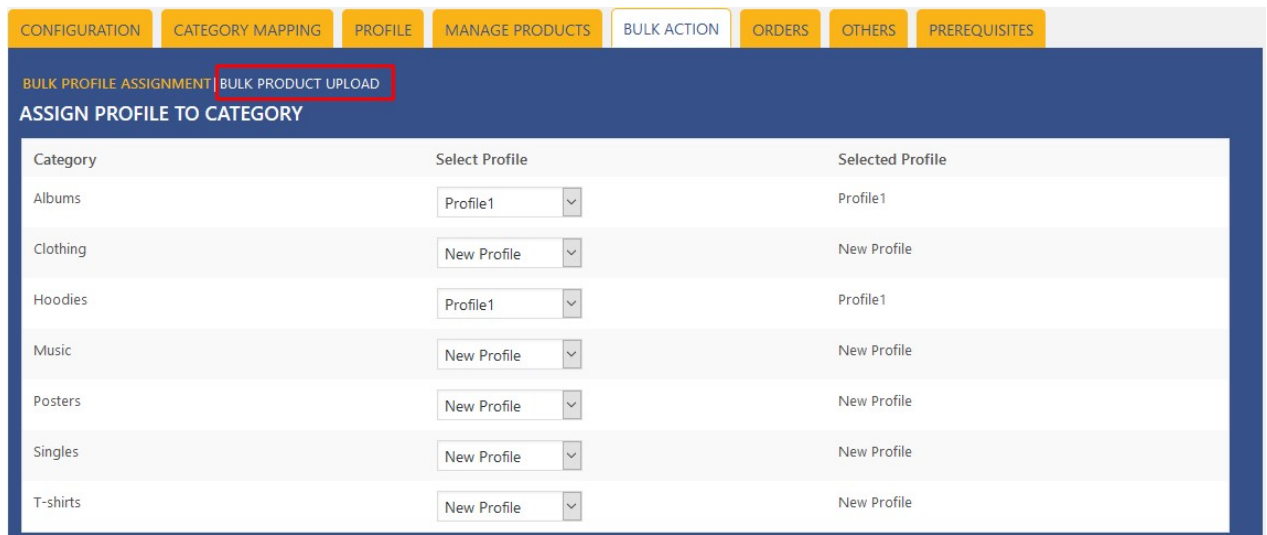 CONFIGURATION CATEGORY MAPPING PROFILE MANAGE PRODUCTS BULK ACTION ORDERS OTHERS PREREQUISITES
BULK PROFILE ASSIGNMENT|BULK PRODUCT UPLOAD
ASSIGN PROFILE TO CATEGORY
Category Select Profile Selected Profile
Albums Profile1 Profile1
Clothing New Profile New Profile
Hoodies Profile1 Profile1
Music New Profile New Profile
Posters New Profile New Profile
Singles New Profile New Profile
T-shirts New Profile New Profile